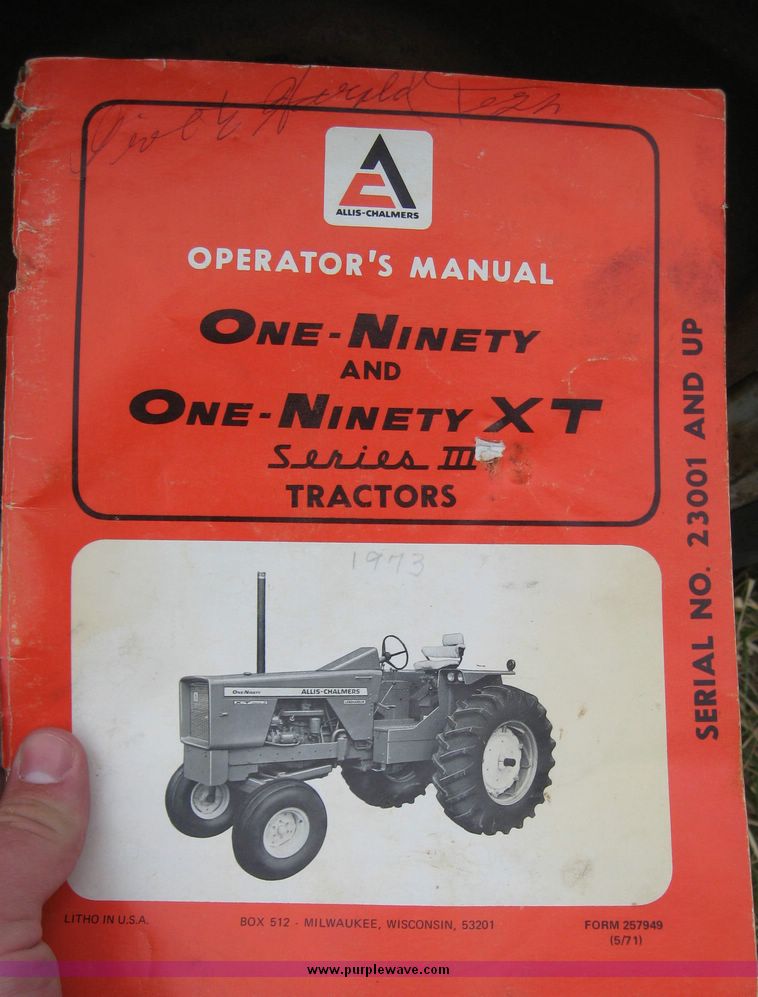 Harold
ALLIS-CHALMERS
OPERATOR'S MANUAL
ONE-NINETY
AND
ONE-NINETY XT
Series III
TRACTORS
SERIAL NO. 23001 AND UP
1973
ONE-NINETY ALLIS-CHALMERS
LITHO IN U.S.A.
BOX 512 - MILWAUKEE, WISCONSIN, 53201
FORM 257949
(5/71)
www.purplewave.com